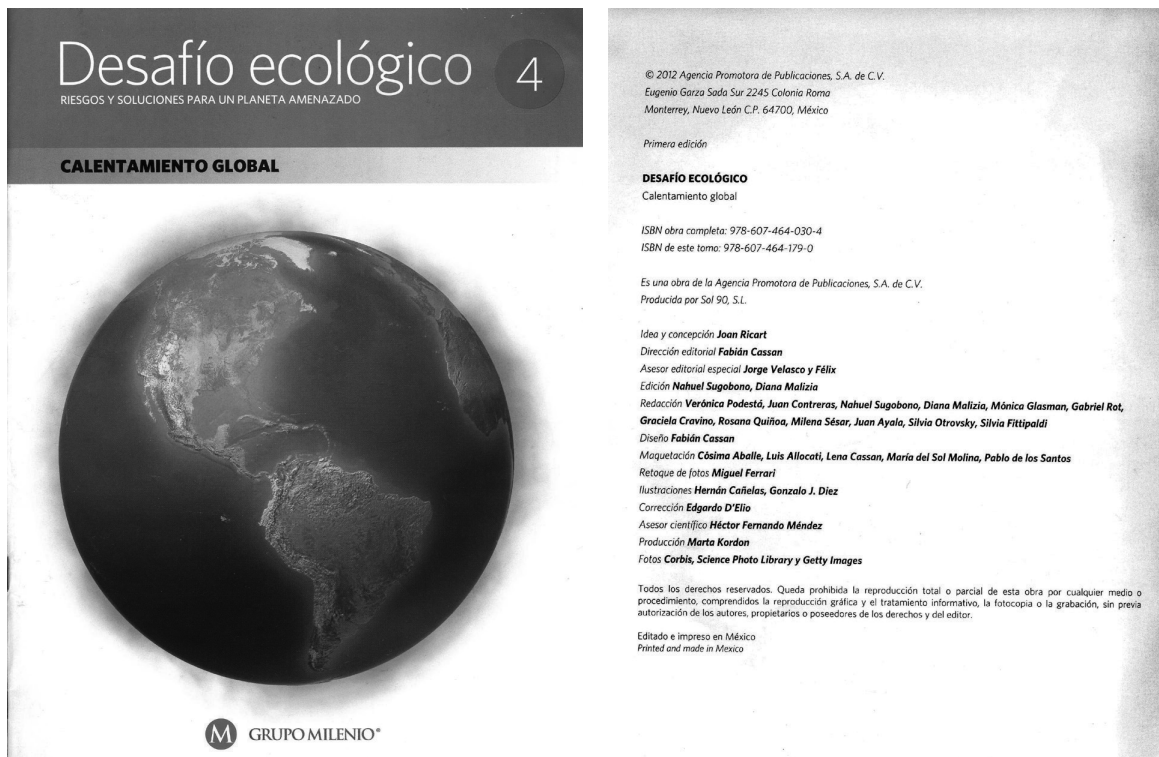 Desafío ecológico 4
RIESGOS Y SOLUCIONES PARA UN PLANETA AMENAZADO
CALENTAMIENTO GLOBAL
M GRUPO MILENIO®
© 2012 Agencia Promotora de Publicaciones, S.A. de C.V.
Eugenio Garza Sada Sur 2245 Colonia Roma
Monterrey, Nuevo León C.P. 64700, México
Primera edición
DESAFÍO ECOLÓGICO
Calentamiento global
ISBN obra completa: 978-607-464-030-4
ISBN de este tomo: 978-607-464-179-0
Es una obra de la Agencia Promotora de Publicaciones, S.A. de C.V.
Producida por Sol 90, S.L.
Idea y concepción Joan Ricart
Dirección editorial Fabián Cassan
Asesor editorial especial Jorge Velasco y Félix
Edición Nahuel Sugobono, Diana Malizia
Redacción Verónica Podestá, Juan Contreras, Nahuel Sugobono, Diana Malizia, Mónica Glasman, Gabriel Rot,
Graciela Cravino, Rosana Quiñoa, Milena Sésar, Juan Ayala, Silvia Otrovsky, Silvia Fittipaldi
Diseño Fabián Cassan
Maquetación Còsima Aballe, Luis Allocati, Lena Cassan, María del Sol Molina, Pablo de los Santos
Retoque de fotos Miguel Ferrari
Ilustraciones Hernán Cañelas, Gonzalo J. Diez
Corrección Edgardo D'Elio
Asesor científico Héctor Fernando Méndez
Producción Marta Kordon
Fotos Corbis, Science Photo Library y Getty Images
Todos los derechos reservados. Queda prohibida la reproducción total o parcial de esta obra por cualquier medio o
procedimiento, comprendidos la reproducción gráfica y el tratamiento informativo, la fotocopia o la grabación, sin previa
autorización de los autores, propietarios o poseedores de los derechos y del editor.
Editado e impreso en México
Printed and made in Mexico